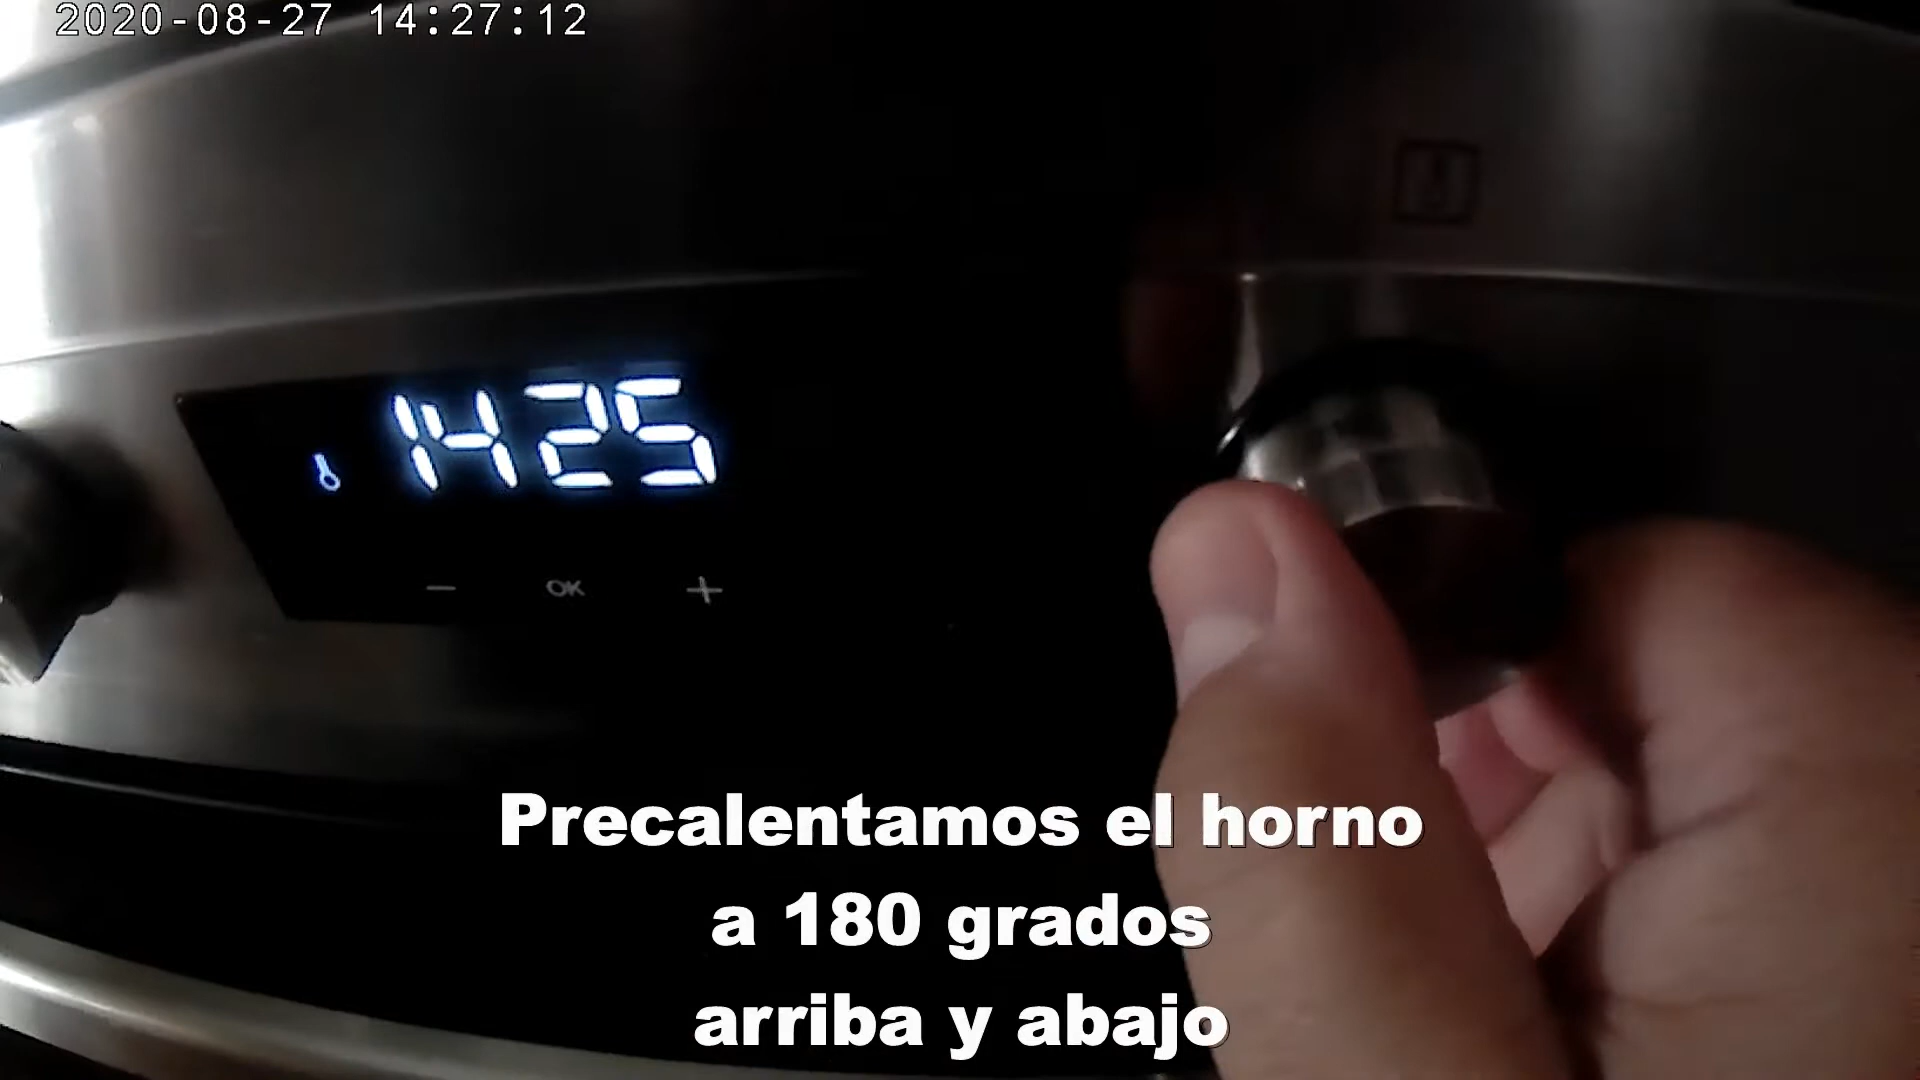 2020-08-27 14:27:12
1425
− OK +
Precalentamos el horno
a 180 grados
arriba y abajo